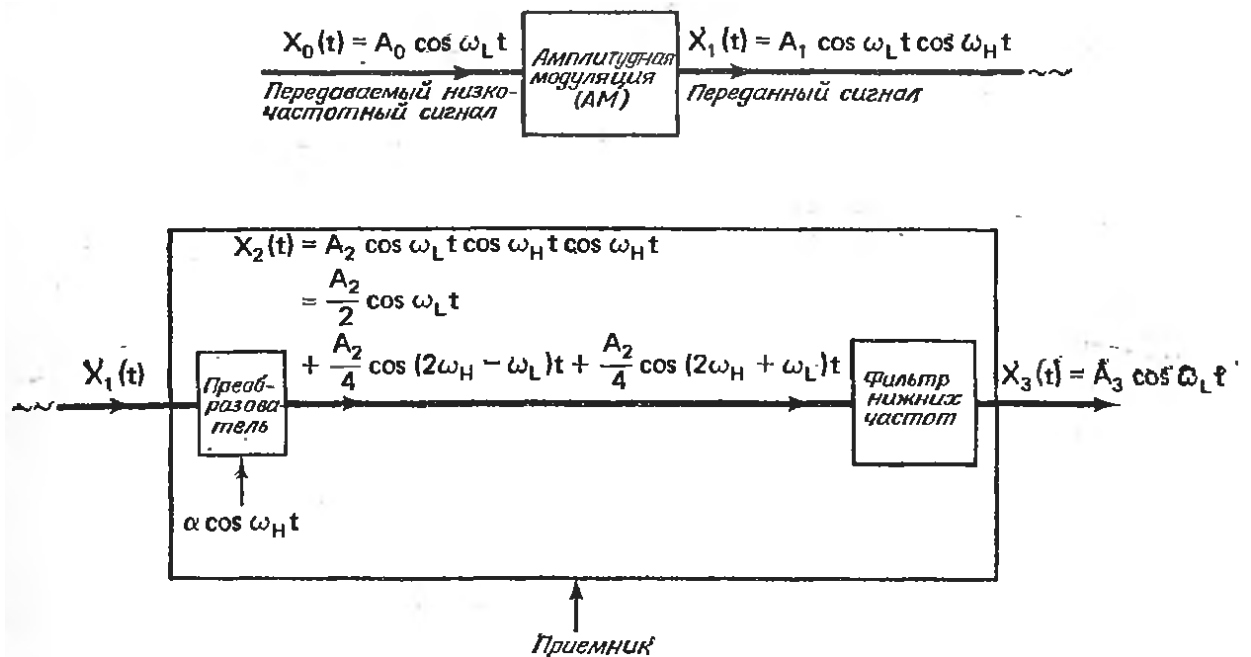 X₀(t) = A₀ cos ω_L t
Передаваемый низко-
частотный сигнал
Амплитудная
модуляция
(АМ)
X₁(t) = A₁ cos ω_L t cos ω_H t
Переданный сигнал
X₂(t) = A₂ cos ω_L t cos ω_H t cos ω_H t
= A₂/2 cos ω_L t
+ A₂/4 cos (2ω_H − ω_L)t + A₂/4 cos (2ω_H + ω_L)t
X₁(t)
Преоб-
разова-
тель
Фильтр
нижних
частот
X₃(t) = A₃ cos ω_L t
α cos ω_H t
Приемник